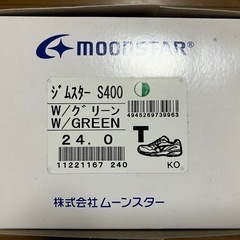 MOONSTAR
ジムスター S400
4945269739963
W/グリーン
W/GREEN
24.0
T
11221167 240
KO
株式会社ムーンスター